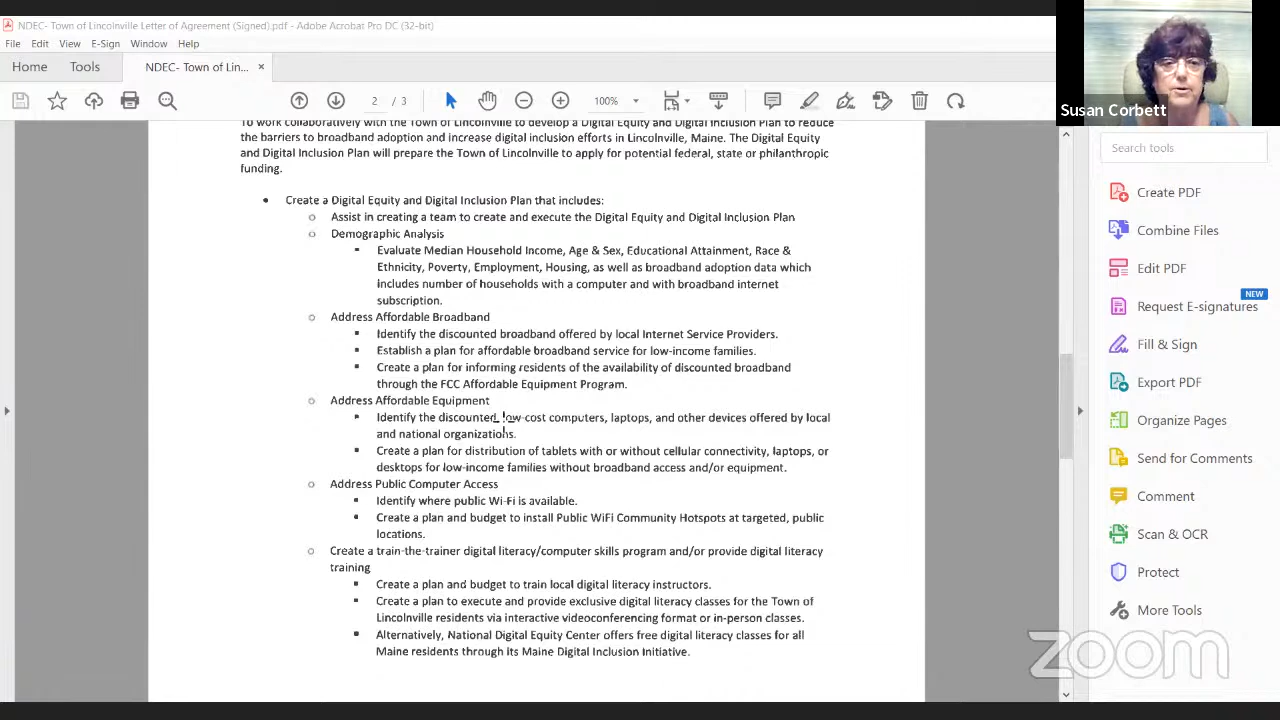 NDEC- Town of Lincolnville Letter of Agreement (Signed).pdf - Adobe Acrobat Pro DC (32-bit)
File Edit View E-Sign Window Help
Home Tools NDEC- Town of Lin... ×
2 / 3 100%
To work collaboratively with the Town of Lincolnville to develop a Digital Equity and Digital Inclusion Plan to reduce
the barriers to broadband adoption and increase digital inclusion efforts in Lincolnville, Maine. The Digital Equity
and Digital Inclusion Plan will prepare the Town of Lincolnville to apply for potential federal, state or philanthropic
funding.
• Create a Digital Equity and Digital Inclusion Plan that includes:
o Assist in creating a team to create and execute the Digital Equity and Digital Inclusion Plan
o Demographic Analysis
▪ Evaluate Median Household Income, Age & Sex, Educational Attainment, Race &
Ethnicity, Poverty, Employment, Housing, as well as broadband adoption data which
includes number of households with a computer and with broadband internet
subscription.
o Address Affordable Broadband
▪ Identify the discounted broadband offered by local Internet Service Providers.
▪ Establish a plan for affordable broadband service for low-income families.
▪ Create a plan for informing residents of the availability of discounted broadband
through the FCC Affordable Equipment Program.
o Address Affordable Equipment
▪ Identify the discounted, low-cost computers, laptops, and other devices offered by local
and national organizations.
▪ Create a plan for distribution of tablets with or without cellular connectivity, laptops, or
desktops for low-income families without broadband access and/or equipment.
o Address Public Computer Access
▪ Identify where public Wi-Fi is available.
▪ Create a plan and budget to install Public WiFi Community Hotspots at targeted, public
locations.
o Create a train-the-trainer digital literacy/computer skills program and/or provide digital literacy
training
▪ Create a plan and budget to train local digital literacy instructors.
▪ Create a plan to execute and provide exclusive digital literacy classes for the Town of
Lincolnville residents via interactive videoconferencing format or in-person classes.
▪ Alternatively, National Digital Equity Center offers free digital literacy classes for all
Maine residents through its Maine Digital Inclusion Initiative.
Susan Corbett
Search tools
Create PDF
Combine Files
Edit PDF
NEW
Request E-signatures
Fill & Sign
Export PDF
Organize Pages
Send for Comments
Comment
Scan & OCR
Protect
More Tools
zoom